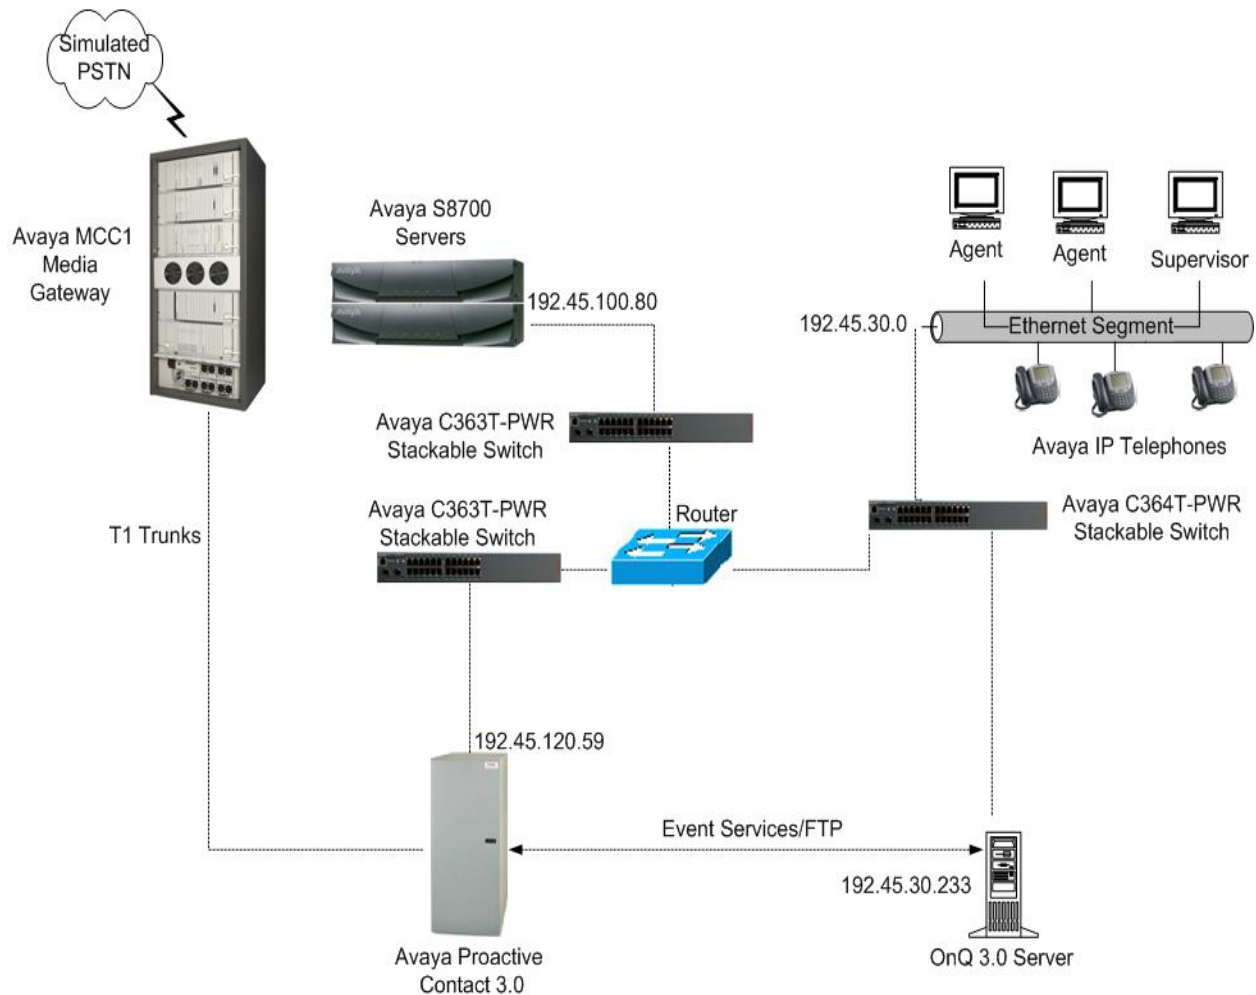 Simulated
PSTN
Avaya MCC1
Media
Gateway
Avaya S8700
Servers
AVAYA
AVAYA
192.45.100.80
Agent
Agent
Supervisor
192.45.30.0
Ethernet Segment
Avaya IP Telephones
Avaya C363T-PWR
Stackable Switch
Avaya C363T-PWR
Stackable Switch
Router
Avaya C364T-PWR
Stackable Switch
T1 Trunks
192.45.120.59
Event Services/FTP
192.45.30.233
Avaya Proactive
Contact 3.0
OnQ 3.0 Server